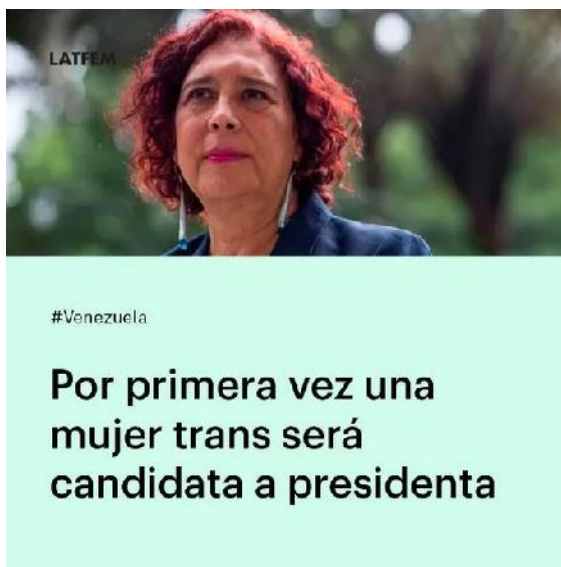 LATFEM
#Venezuela
Por primera vez una
mujer trans será
candidata a presidenta